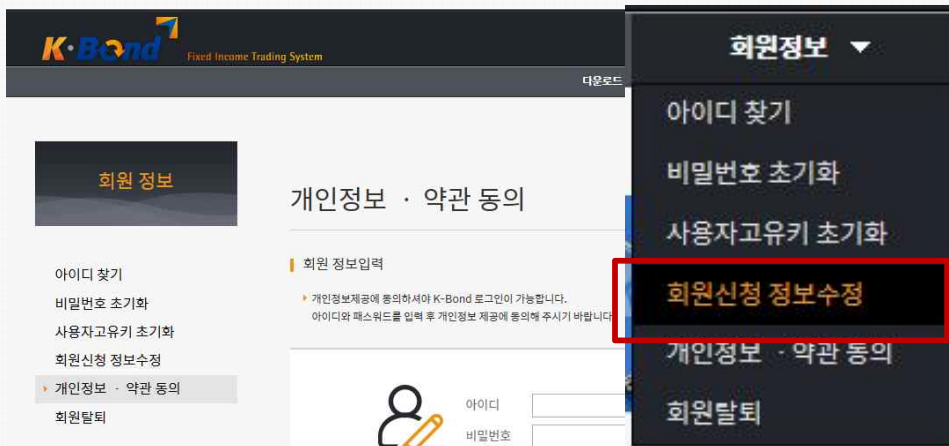 K·Bond
Fixed Income Trading System
다운로드
회원 정보
아이디 찾기
비밀번호 초기화
사용자고유키 초기화
회원신청 정보수정
개인정보 · 약관 동의
회원탈퇴
개인정보 · 약관 동의
회원 정보입력
개인정보제공에 동의하셔야 K-Bond 로그인이 가능합니다.
아이디와 패스워드를 입력 후 개인정보 제공에 동의해 주시기 바랍니다
아이디
비밀번호
회원정보 ▼
아이디 찾기
비밀번호 초기화
사용자고유키 초기화
회원신청 정보수정
개인정보 · 약관 동의
회원탈퇴